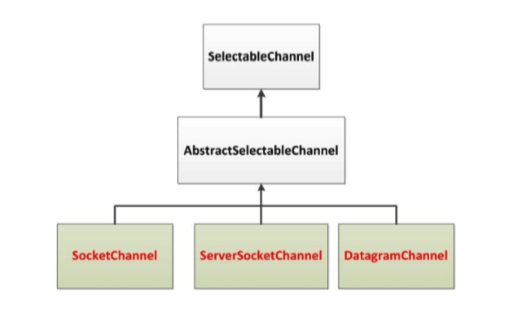 SelectableChannel
AbstractSelectableChannel
SocketChannel
ServerSocketChannel
DatagramChannel